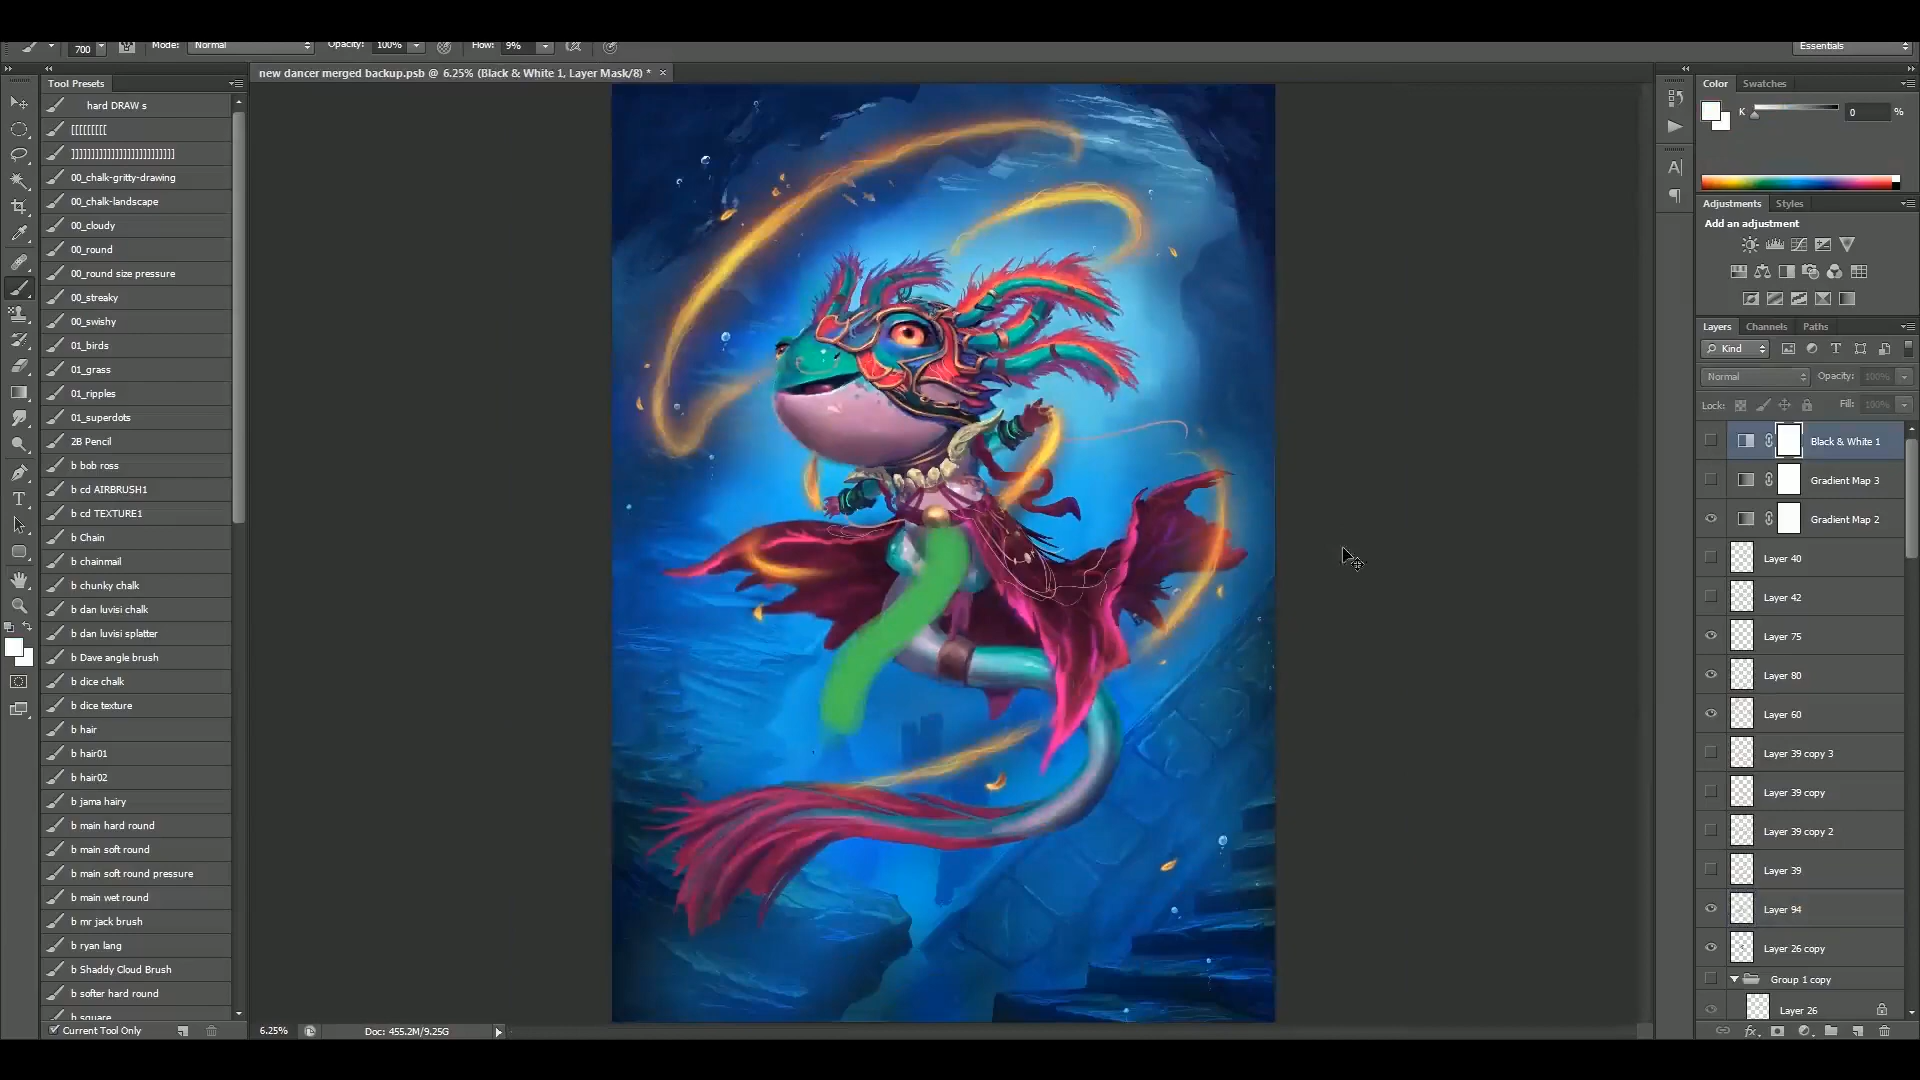 700 Mode: Normal Opacity: 100% Flow: 9% Essentials
new dancer merged backup.psb @ 6.25% (Black & White 1, Layer Mask/8) * ×
Tool Presets
hard DRAW s
[[[[[[[[[
00_chalk-gritty-drawing
00_chalk-landscape
00_cloudy
00_round
00_round size pressure
00_streaky
00_swishy
01_birds
01_grass
01_ripples
01_superdots
2B Pencil
b bob ross
b cd AIRBRUSH1
b cd TEXTURE1
b Chain
b chainmail
b chunky chalk
b dan luvisi chalk
b dan luvisi splatter
b Dave angle brush
b dice chalk
b dice texture
b hair
b hair01
b hair02
b jama hairy
b main hard round
b main soft round
b main soft round pressure
b main wet round
b mr jack brush
b ryan lang
b Shaddy Cloud Brush
b softer hard round
b square
Current Tool Only
6.25% Doc: 455.2M/9.25G
Color Swatches
K 0 %
Adjustments Styles
Add an adjustment
Layers Channels Paths
Kind
Normal Opacity: 100%
Lock: Fill: 100%
Black & White 1
Gradient Map 3
Gradient Map 2
Layer 40
Layer 42
Layer 75
Layer 80
Layer 60
Layer 39 copy 3
Layer 39 copy
Layer 39 copy 2
Layer 39
Layer 94
Layer 26 copy
Group 1 copy
Layer 26